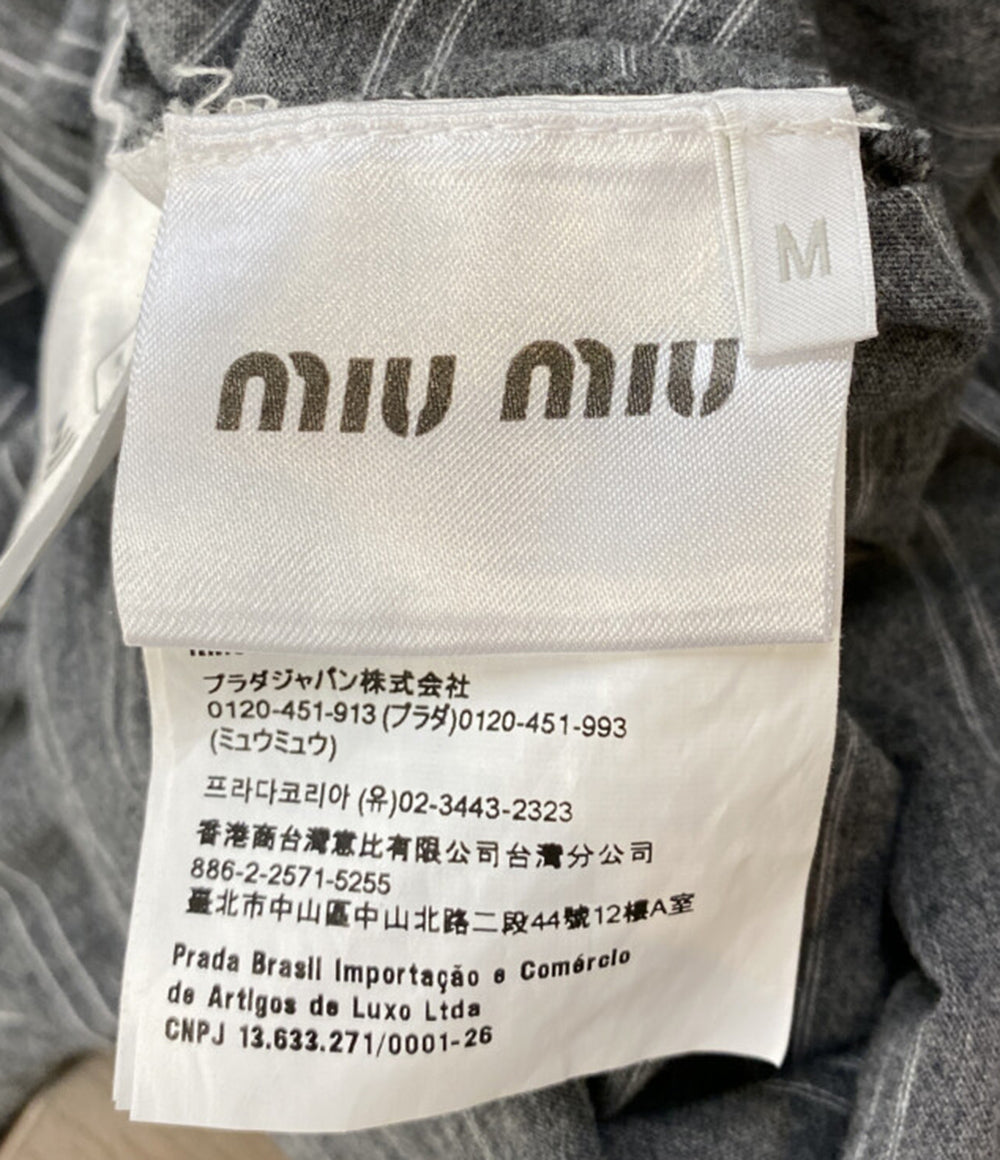 M
miu miu
プラダジャパン株式会社
0120-451-913 (プラダ)0120-451-993
(ミュウミュウ)
프라다코리아 (유)02-3443-2323
香港商台灣惠比有限公司台灣分公司
886-2-2571-5255
臺北市中山區中山北路二段44號12樓A室
Prada Brasil Importação e Comércio
de Artigos de Luxo Ltda
CNPJ 13.633.271/0001-26